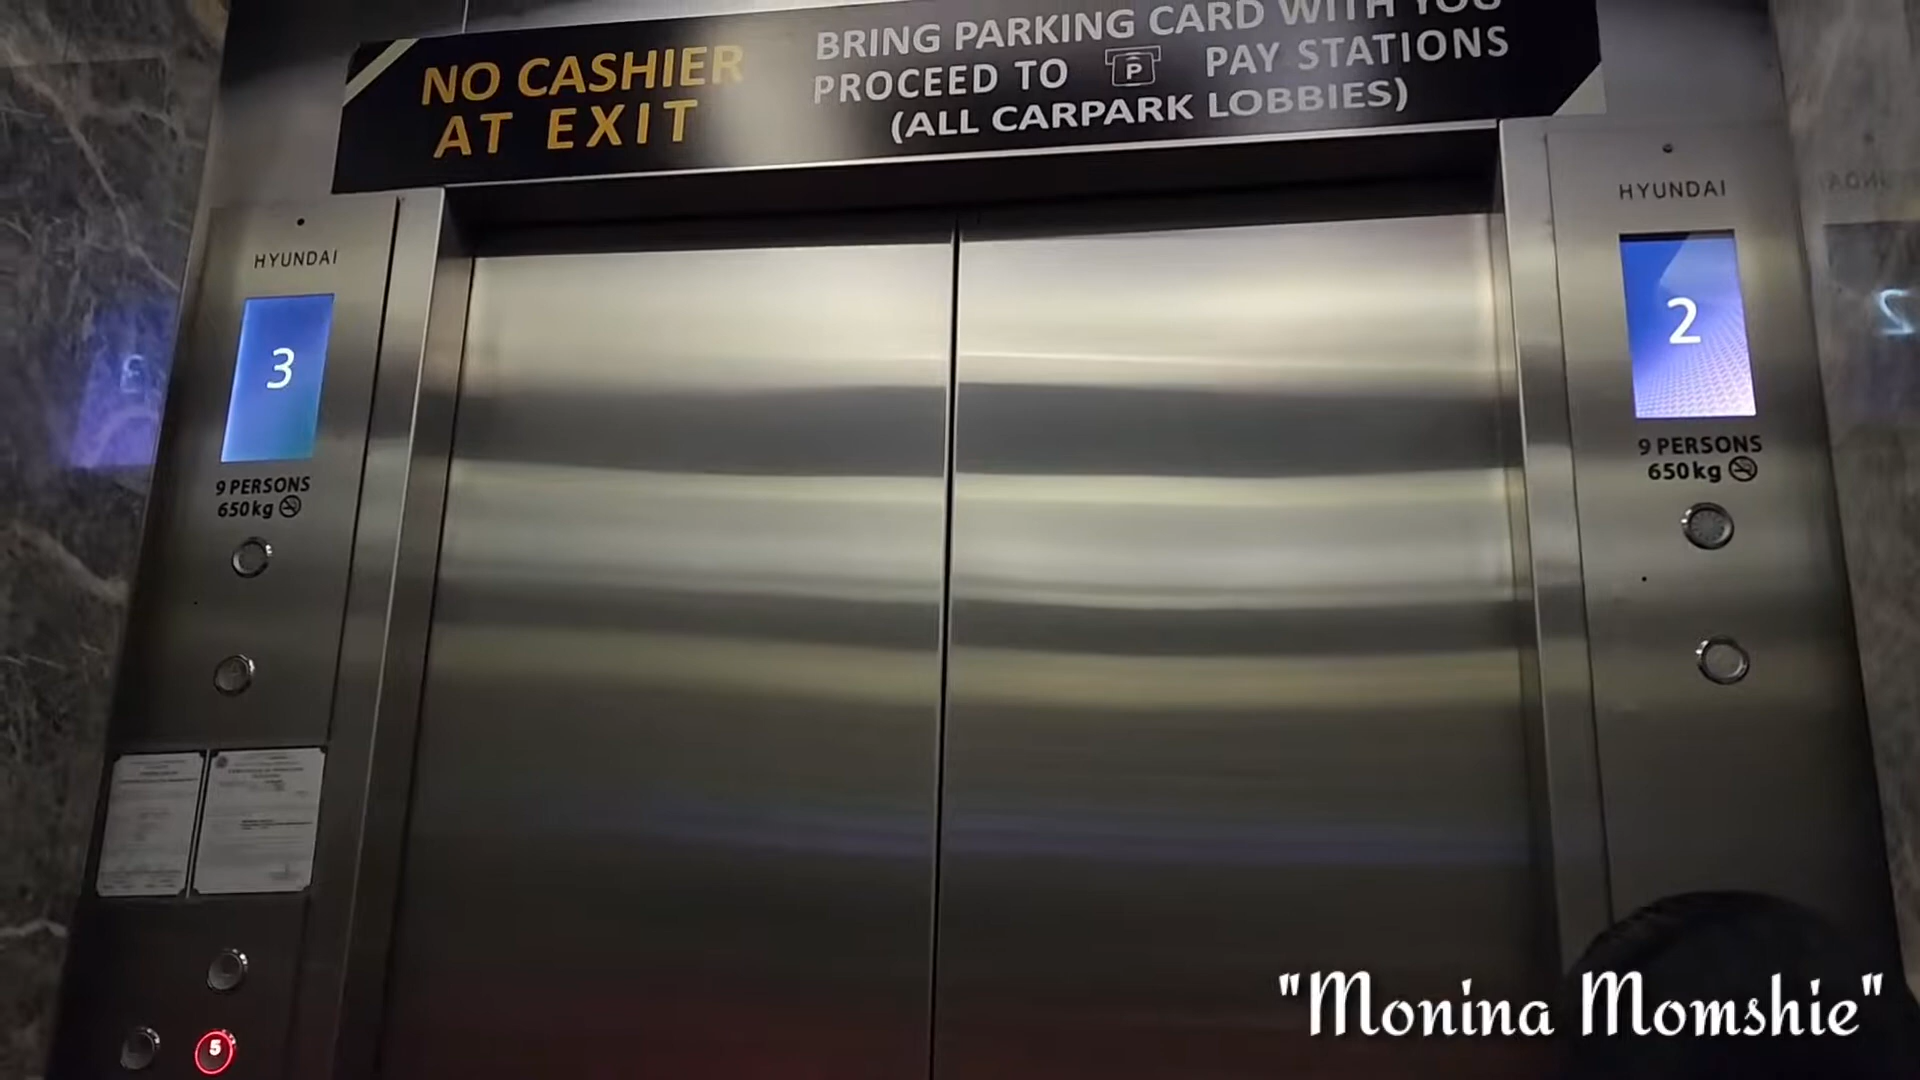 NO CASHIER
AT EXIT
BRING PARKING CARD WITH YOU
PROCEED TO P PAY STATIONS
(ALL CARPARK LOBBIES)
HYUNDAI
3
9 PERSONS
650kg
HYUNDAI
2
9 PERSONS
650kg
5
"Monina Momshie"